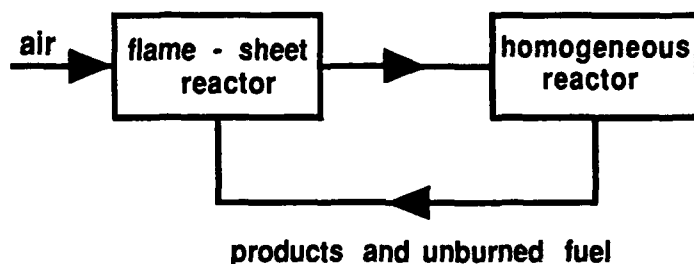 air
flame - sheet
reactor
homogeneous
reactor
products and unburned fuel